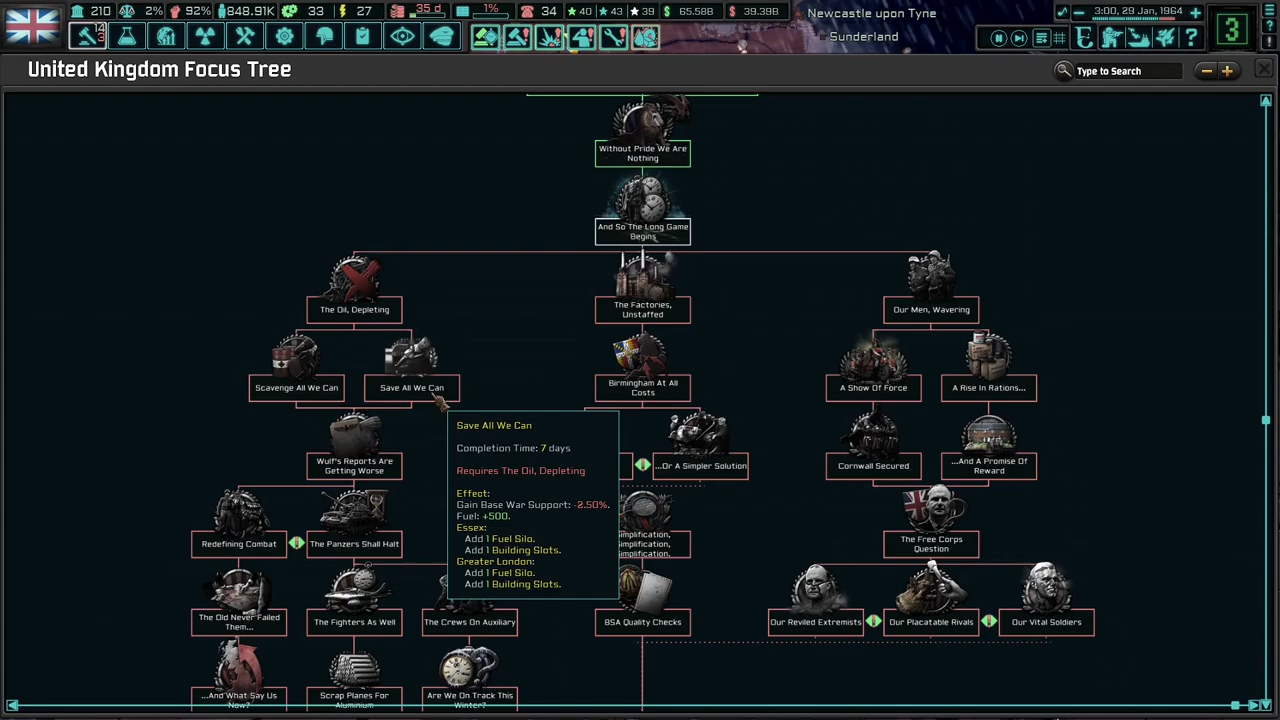 210 2% 92% 848.91K 33 27 35 d 1% 34 40 43 39 65.58B 39.39B
Newcastle upon Tyne
Sunderland
3:00, 29 Jan, 1964
3
14
3
United Kingdom Focus Tree
Type to Search
Without Pride We Are
Nothing
And So The Long Game
Begins
The Oil, Depleting
The Factories,
Unstaffed
Our Men, Wavering
Scavenge All We Can
Save All We Can
Birmingham At All
Costs
A Show Of Force
A Rise In Rations...
Save All We Can
Completion Time: 7 days
Requires The Oil, Depleting
Effect:
Gain Base War Support: -2.50%.
Fuel: +500.
Essex:
Add 1 Fuel Silo.
Add 1 Building Slots.
Greater London:
Add 1 Fuel Silo.
Add 1 Building Slots.
Wulf's Reports Are
Getting Worse
...Or A Simpler Solution
Cornwall Secured
...And A Promise Of
Reward
Redefining Combat
The Panzers Shall Halt
implification,
implification,
implification.
The Free Corps
Question
The Old Never Failed
Them...
The Fighters As Well
The Crews On Auxiliary
BSA Quality Checks
Our Reviled Extremists
Our Placatable Rivals
Our Vital Soldiers
...And What Say Us
Now?
Scrap Planes For
Aluminium
Are We On Track This
Winter?